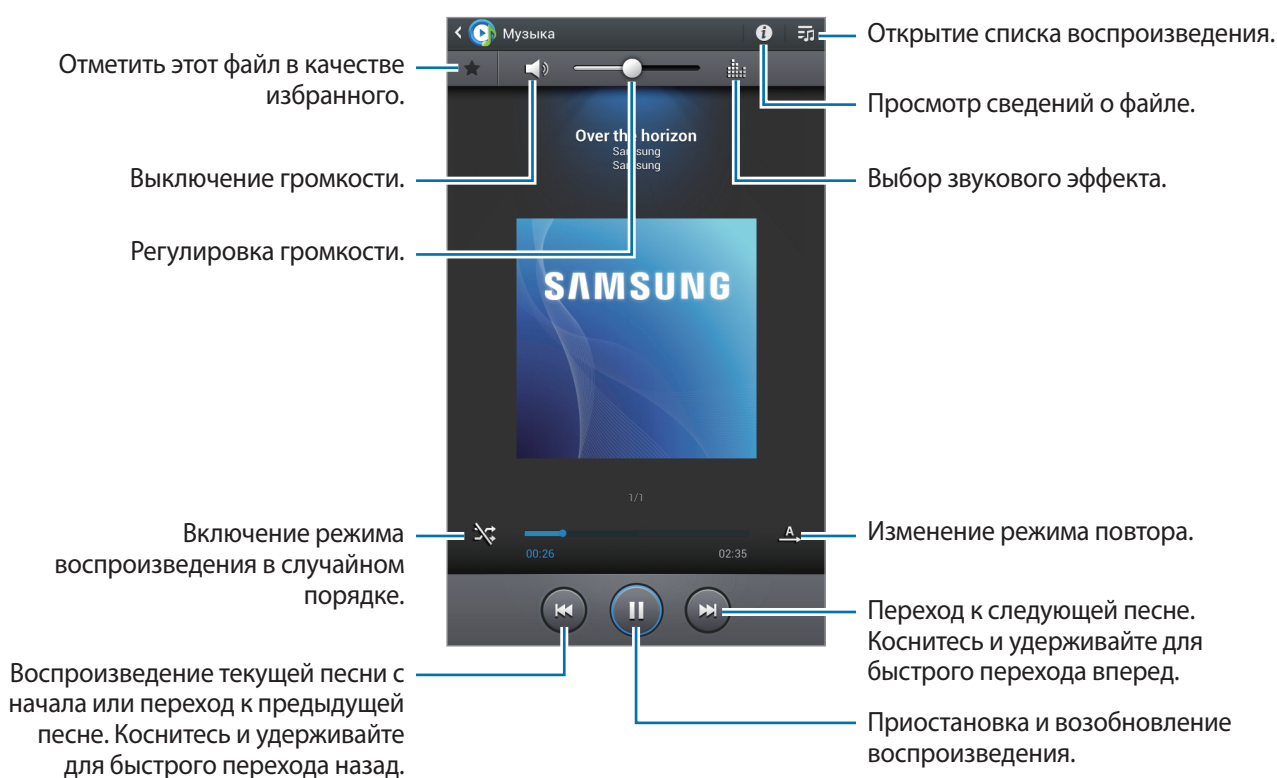 Музыка
Отметить этот файл в качестве
избранного.
Выключение громкости.
Регулировка громкости.
Включение режима
воспроизведения в случайном
порядке.
Воспроизведение текущей песни с
начала или переход к предыдущей
песне. Коснитесь и удерживайте
для быстрого перехода назад.
Over the horizon
Samsung
Samsung
SAMSUNG
1/1
A
00:26
02:35
Открытие списка воспроизведения.
Просмотр сведений о файле.
Выбор звукового эффекта.
Изменение режима повтора.
Переход к следующей песне.
Коснитесь и удерживайте для
быстрого перехода вперед.
Приостановка и возобновление
воспроизведения.